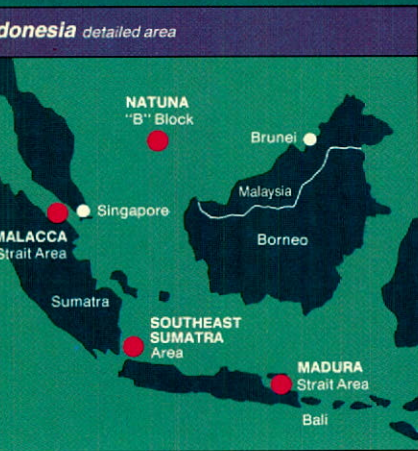 donesia detailed area
NATUNA
"B" Block
Brunei
Malaysia
Singapore
Borneo
MALACCA
Strait Area
Sumatra
SOUTHEAST
SUMATRA
Area
MADURA
Strait Area
Bali